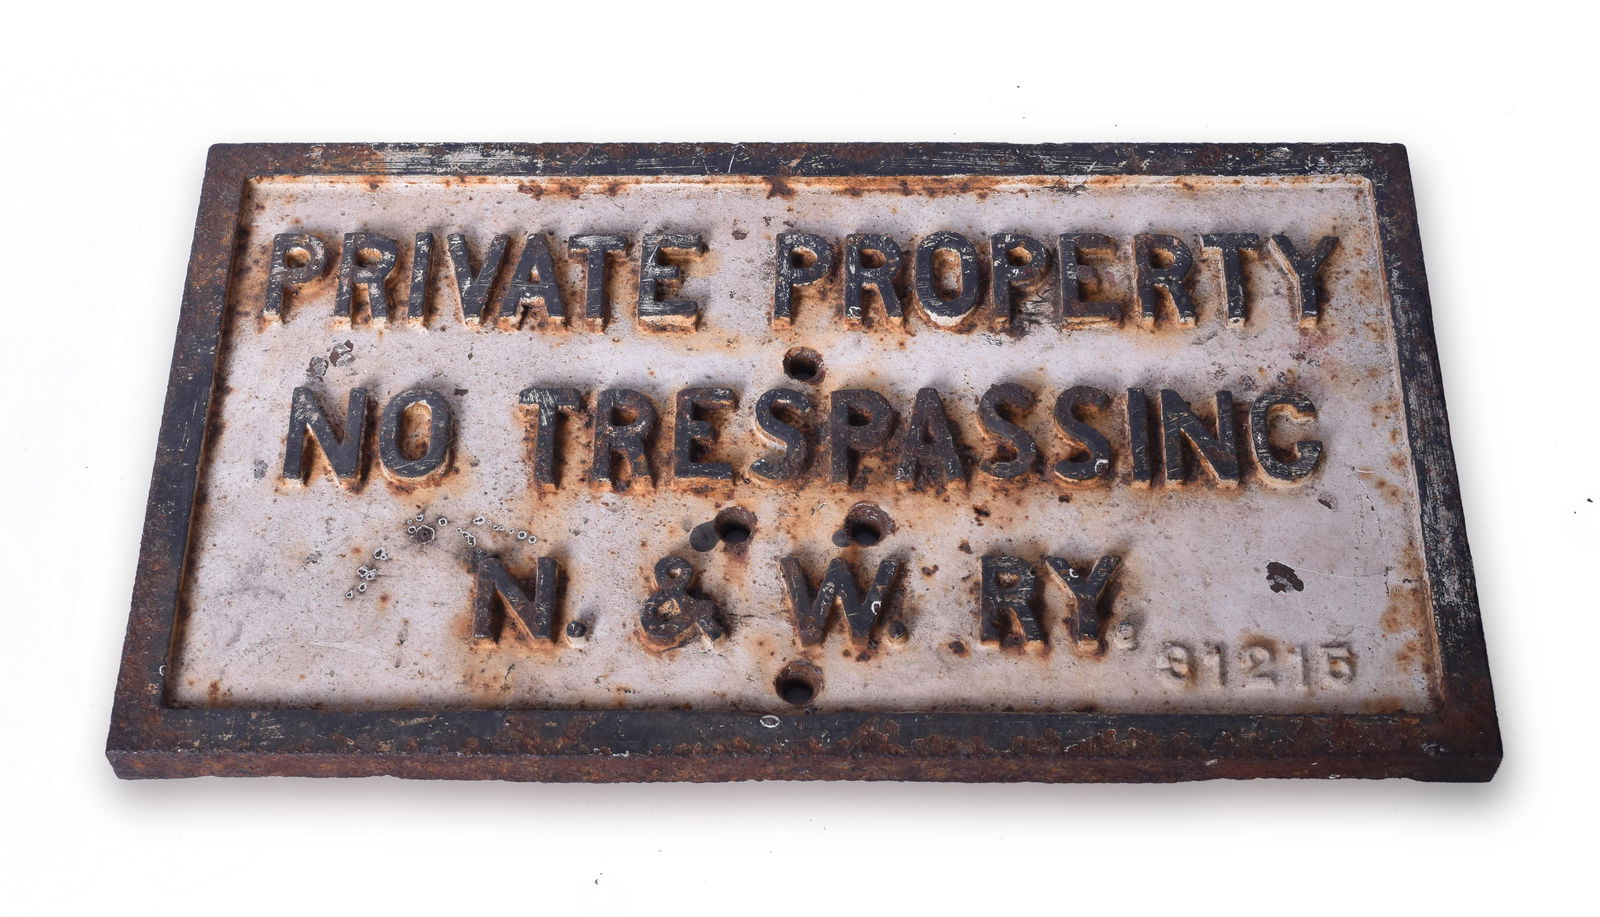 PRIVATE PROPERTY
NO TRESPASSING
N. & W. RY.
31215